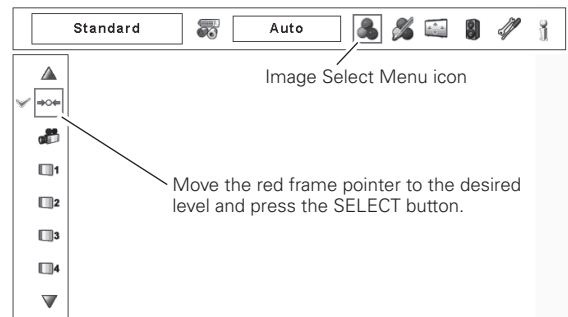 Standard
Auto
Image Select Menu icon
Move the red frame pointer to the desired
level and press the SELECT button.
1
2
3
4